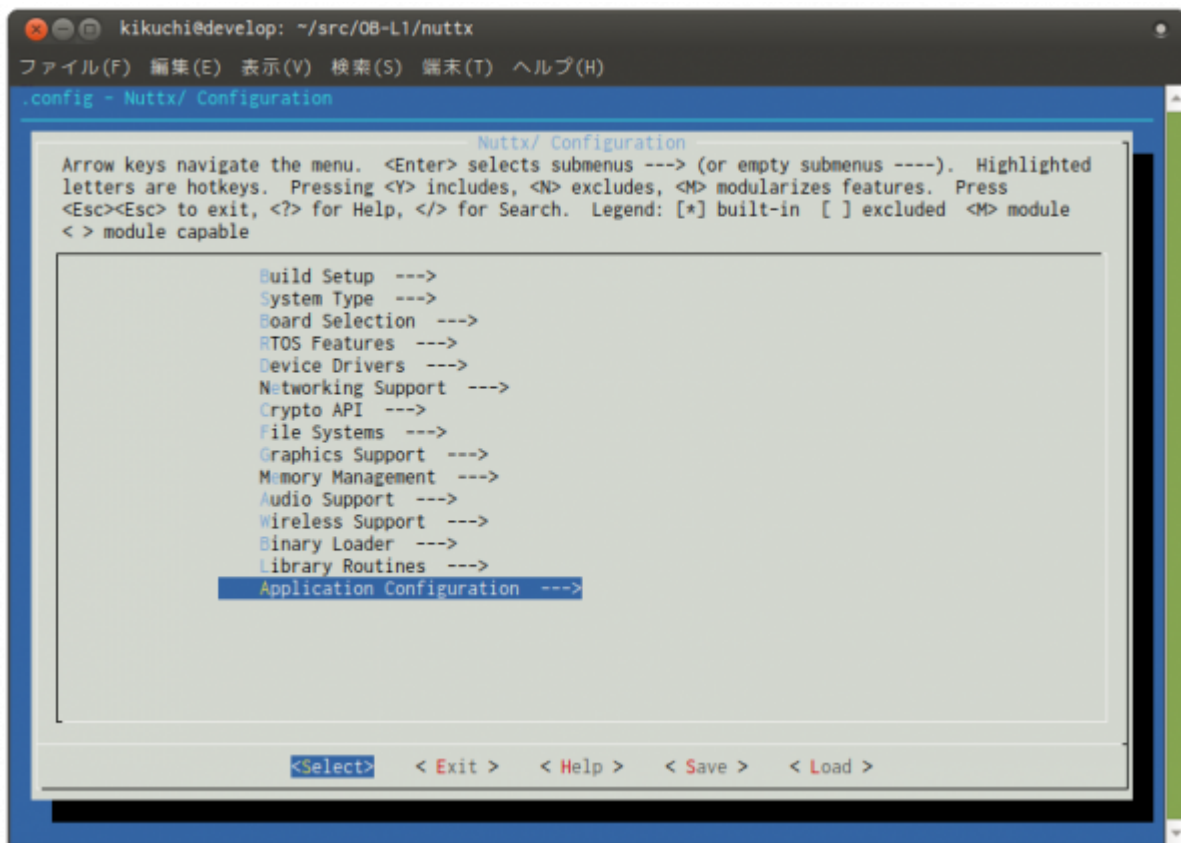 kikuchi@develop: ~/src/OB-L1/nuttx
ファイル(F) 編集(E) 表示(V) 検索(S) 端末(T) ヘルプ(H)
.config - Nuttx/ Configuration
Nuttx/ Configuration
Arrow keys navigate the menu.  <Enter> selects submenus ---> (or empty submenus ----).  Highlighted
letters are hotkeys.  Pressing <Y> includes, <N> excludes, <M> modularizes features.  Press
<Esc><Esc> to exit, <?> for Help, </> for Search.  Legend: [*] built-in  [ ] excluded  <M> module
< > module capable
Build Setup  --->
System Type  --->
Board Selection  --->
RTOS Features  --->
Device Drivers  --->
Networking Support  --->
Crypto API  --->
File Systems  --->
Graphics Support  --->
Memory Management  --->
Audio Support  --->
Wireless Support  --->
Binary Loader  --->
Library Routines  --->
Application Configuration  --->
<Select>    < Exit >    < Help >    < Save >    < Load >